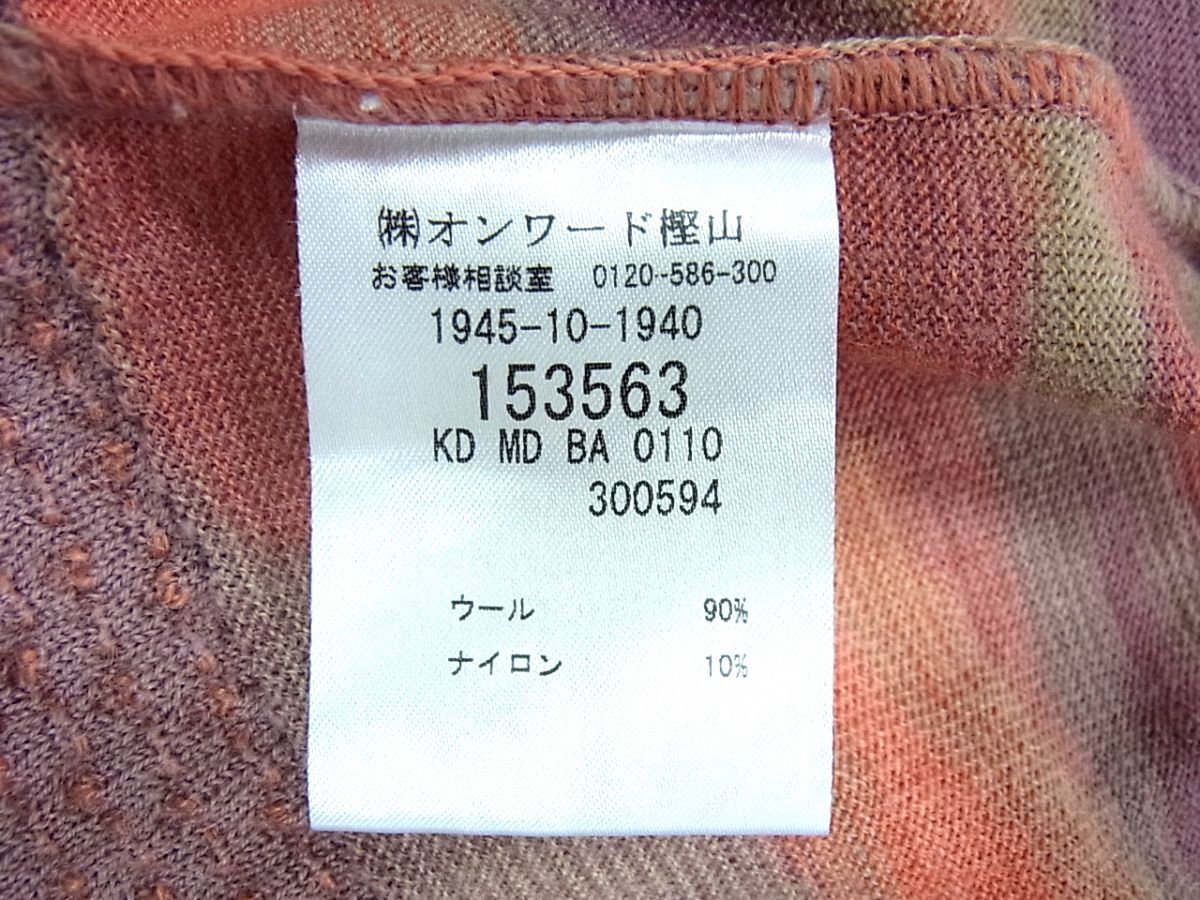 ㈱オンワード樫山
お客様相談室 0120-586-300
1945-10-1940
153563
KD MD BA 0110
300594
ウール 90%
ナイロン 10%